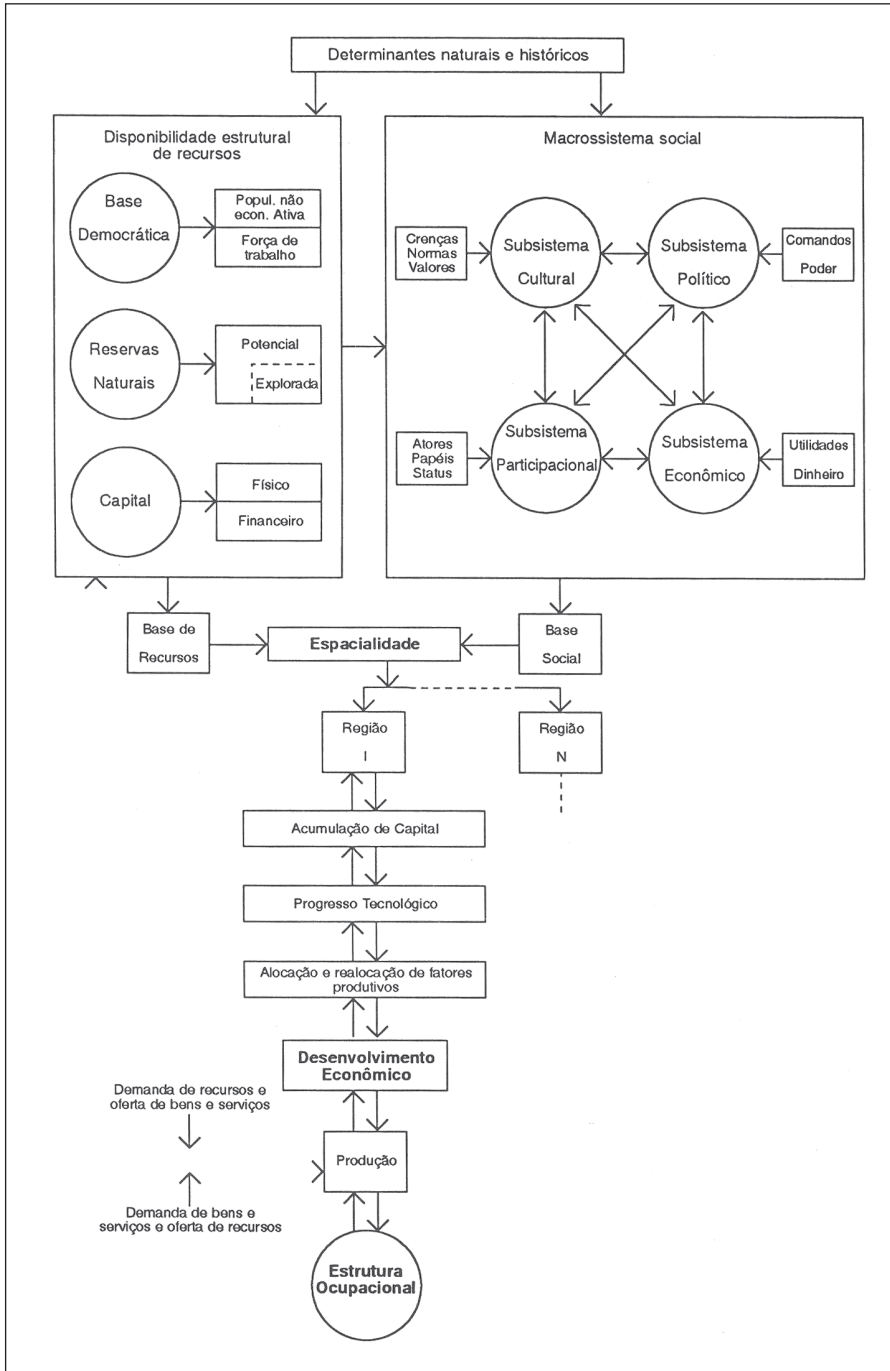 Determinantes naturais e históricos
Disponibilidade estrutural
de recursos
Base
Democrática
Popul. não
econ. Ativa
Força de
trabalho
Reservas
Naturais
Potencial
Explorada
Capital
Físico
Financeiro
Macrossistema social
Crenças
Normas
Valores
Subsistema
Cultural
Subsistema
Político
Comandos
Poder
Atores
Papéis
Status
Subsistema
Participacional
Subsistema
Econômico
Utilidades
Dinheiro
Base de
Recursos
Espacialidade
Base
Social
Região
I
Região
N
Acumulação de Capital
Progresso Tecnológico
Alocação e realocação de fatores
produtivos
Desenvolvimento
Econômico
Demanda de recursos e
oferta de bens e serviços
Produção
Demanda de bens e
serviços e oferta de recursos
Estrutura
Ocupacional